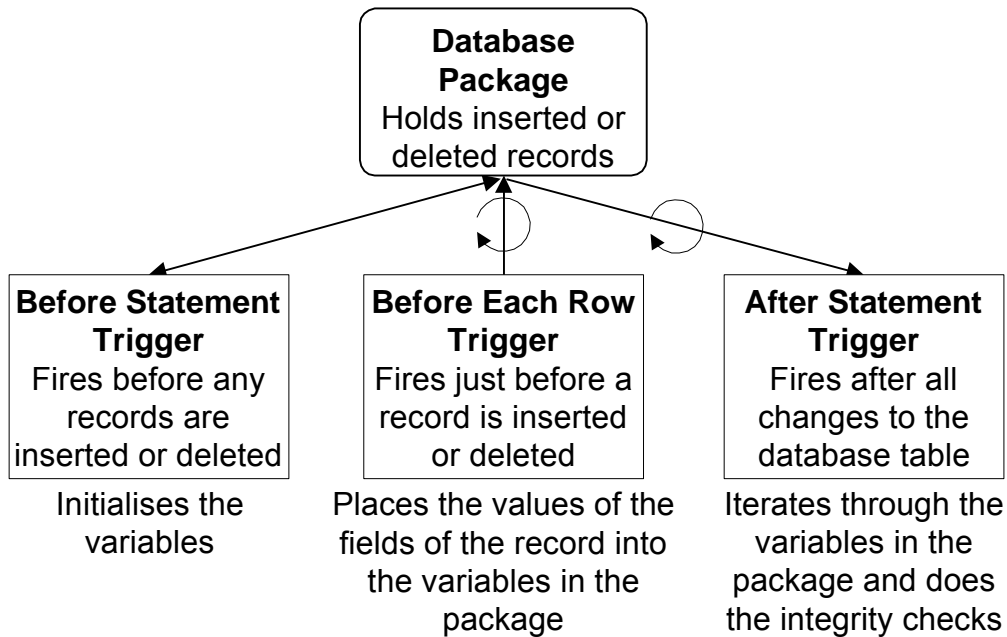 Database
Package
Holds inserted or
deleted records
Before Statement
Trigger
Fires before any
records are
inserted or deleted
Initialises the
variables
Before Each Row
Trigger
Fires just before a
record is inserted
or deleted
Places the values of the
fields of the record into
the variables in the
package
After Statement
Trigger
Fires after all
changes to the
database table
Iterates through the
variables in the
package and does
the integrity checks